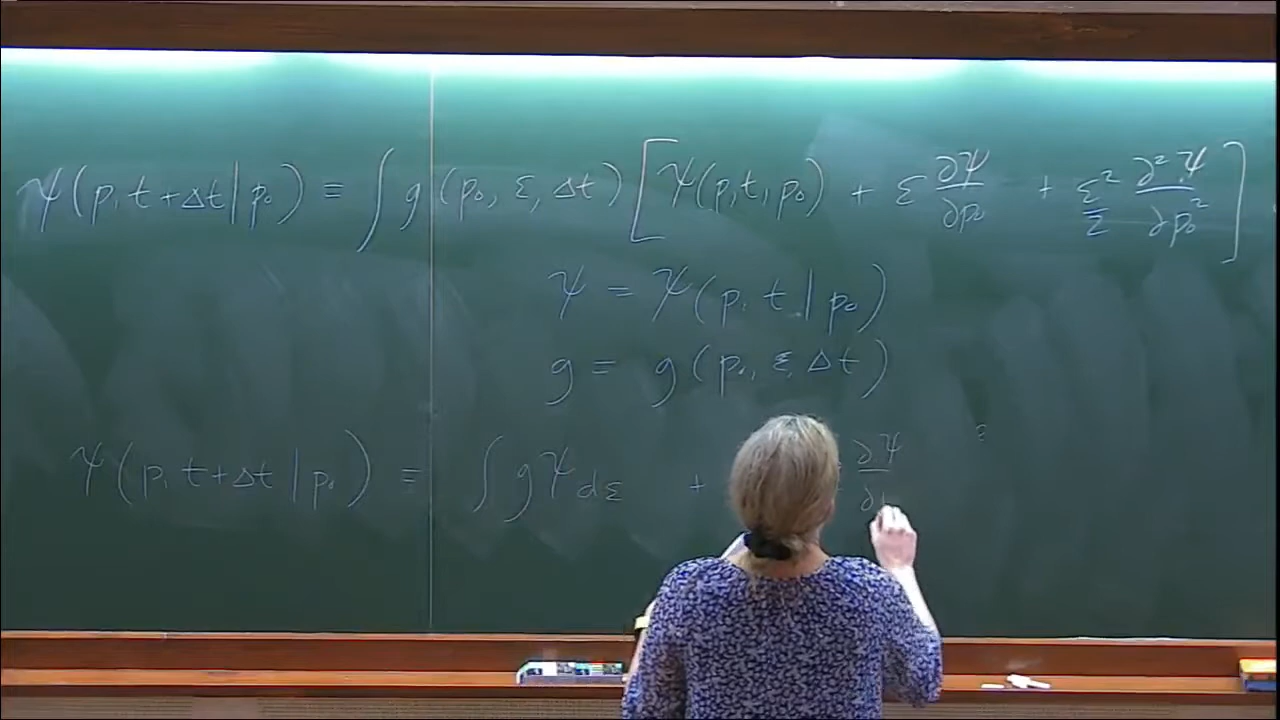 ψ(p, t+Δt|p₀) = ∫ g(p₀, ε, Δt) [ψ(p,t,p₀) + ε ∂ψ/∂p₀ + ε²/2 ∂²ψ/∂p₀²]
ψ = ψ(p, t | p₀)
g = g(p₀, ε, Δt)
ψ(p, t+Δt | p₀) = ∫ gψ dε + ∂ψ/∂